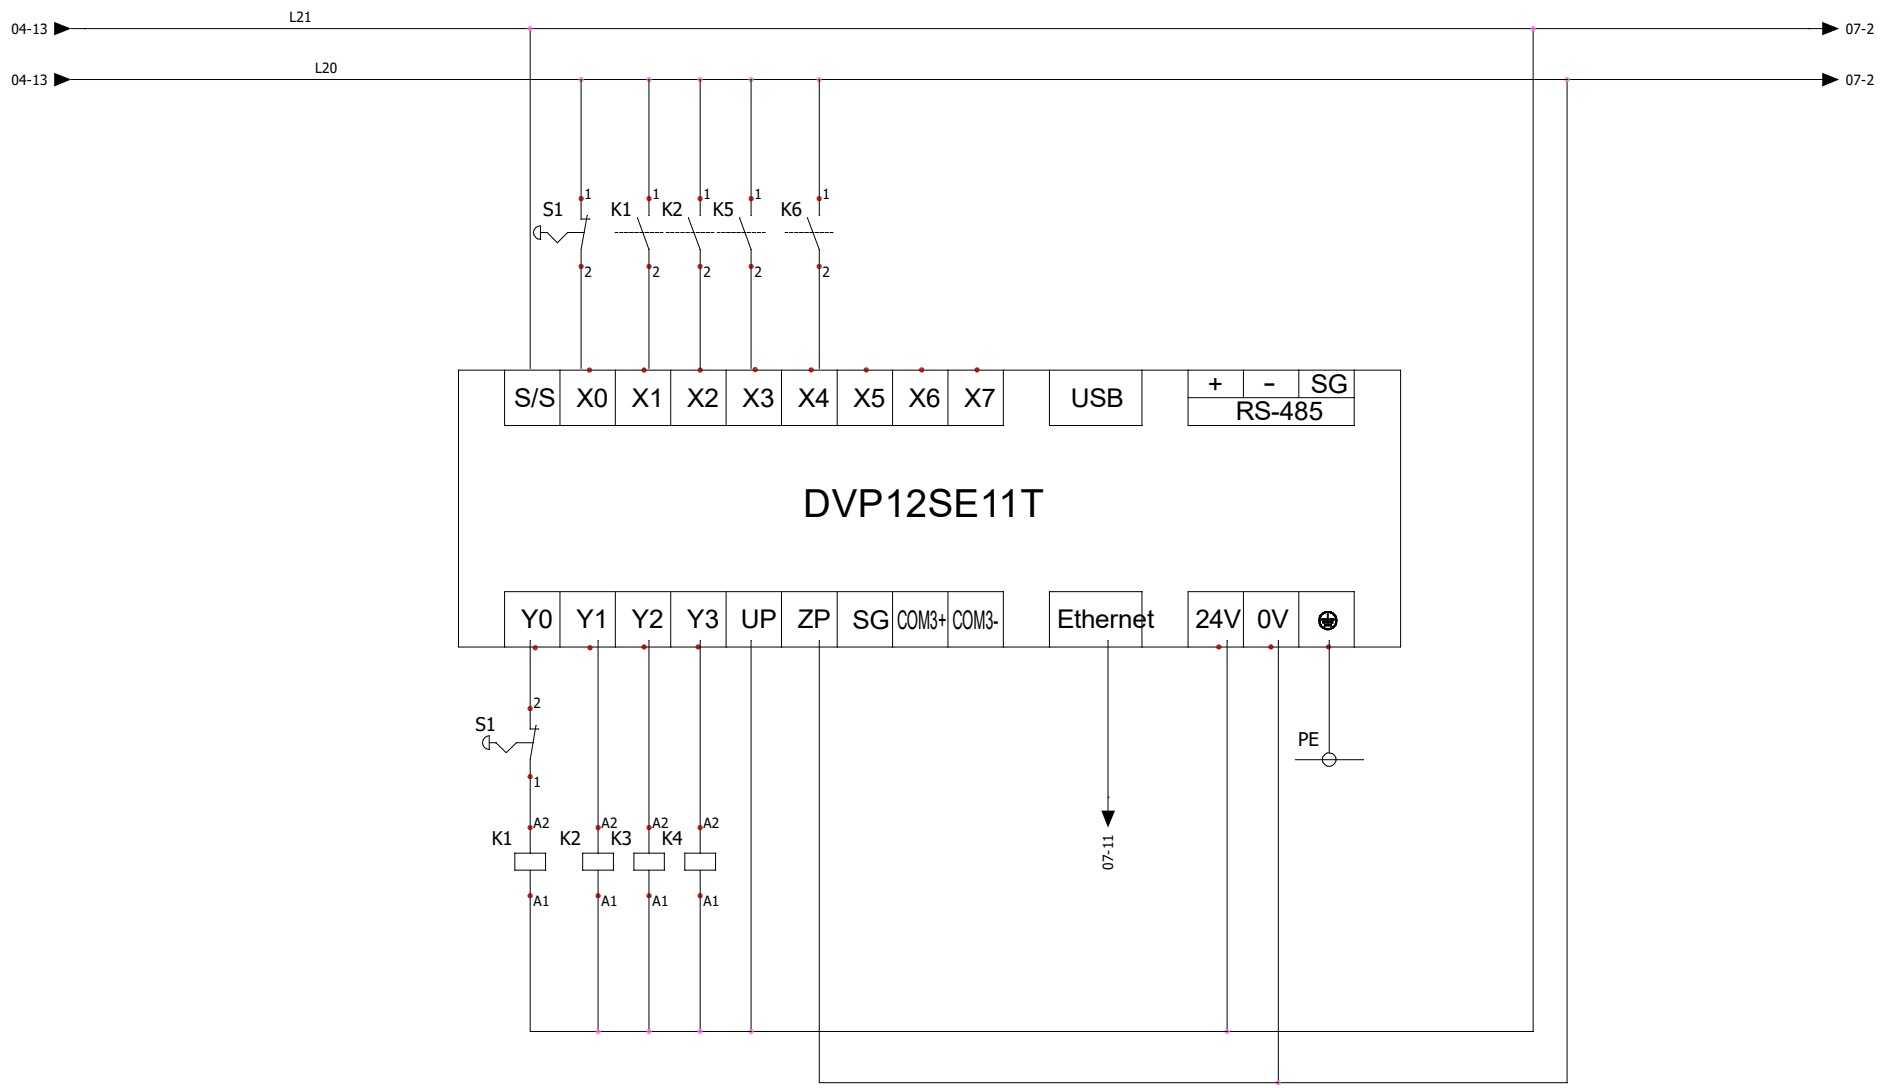 L21
04-13 07-2
L20
04-13 07-2
1 1 1 1 1
S1 K1 K2 K5 K6
2 2 2 2 2
S/S X0 X1 X2 X3 X4 X5 X6 X7 USB + - SG
RS-485
DVP12SE11T
Y0 Y1 Y2 Y3 UP ZP SG COM3+ COM3- Ethernet 24V 0V
2
S1
PE
1
A2 A2 A2 A2
K1 K2 K3 K4
07-11
A1 A1 A1 A1